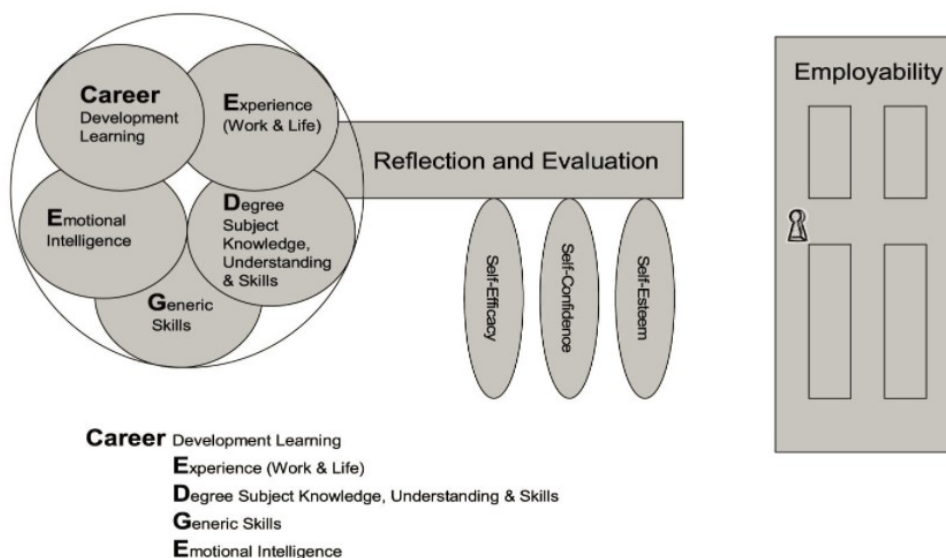 Career
Development
Learning
Experience
(Work & Life)
Emotional
Intelligence
Degree
Subject
Knowledge,
Understanding
& Skills
Generic
Skills
Reflection and Evaluation
Self-Efficacy
Self-Confidence
Self-Esteem
Employability
Career Development Learning
Experience (Work & Life)
Degree Subject Knowledge, Understanding & Skills
Generic Skills
Emotional Intelligence